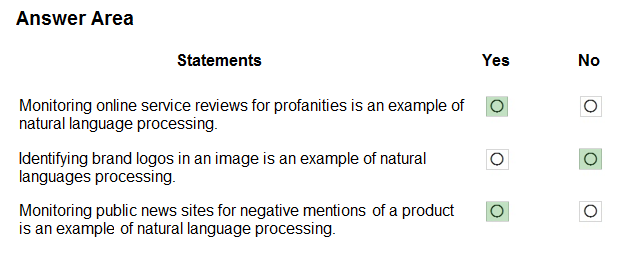 Answer Area
Statements Yes No
Monitoring online service reviews for profanities is an example of
natural language processing.
Identifying brand logos in an image is an example of natural
languages processing.
Monitoring public news sites for negative mentions of a product
is an example of natural language processing.